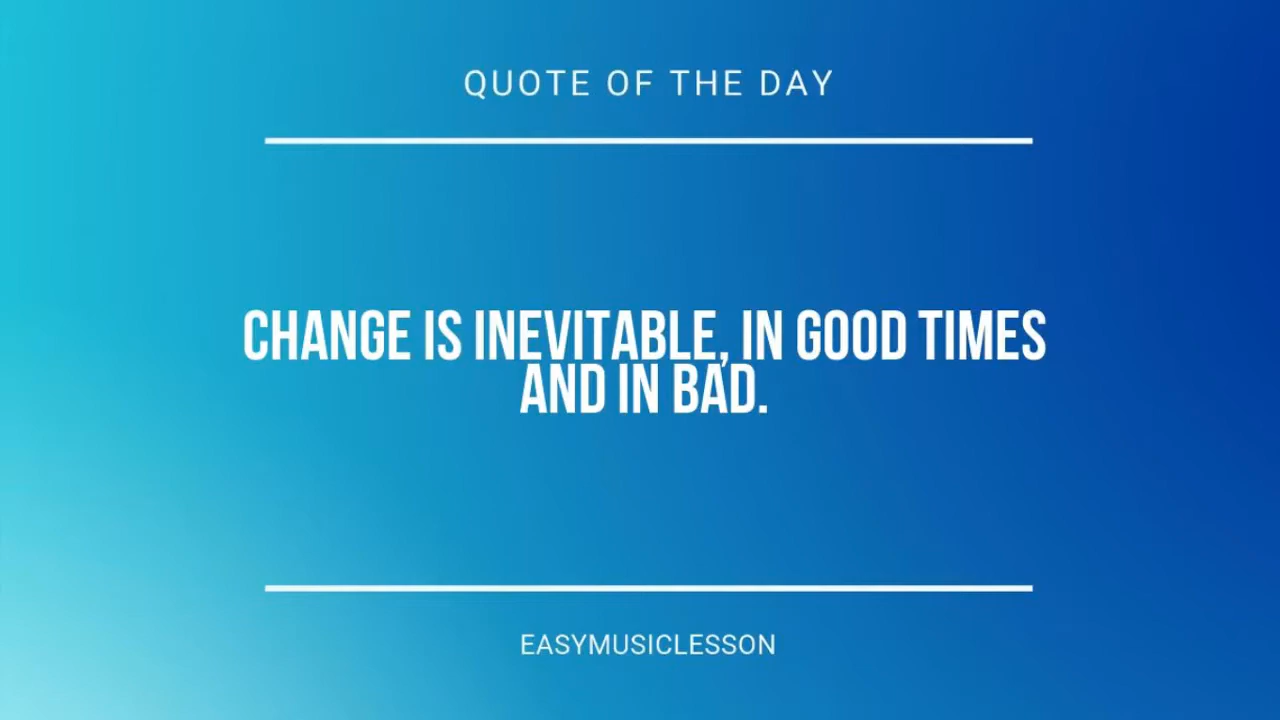 QUOTE OF THE DAY
CHANGE IS INEVITABLE, IN GOOD TIMES
AND IN BAD.
EASYMUSICLESSON